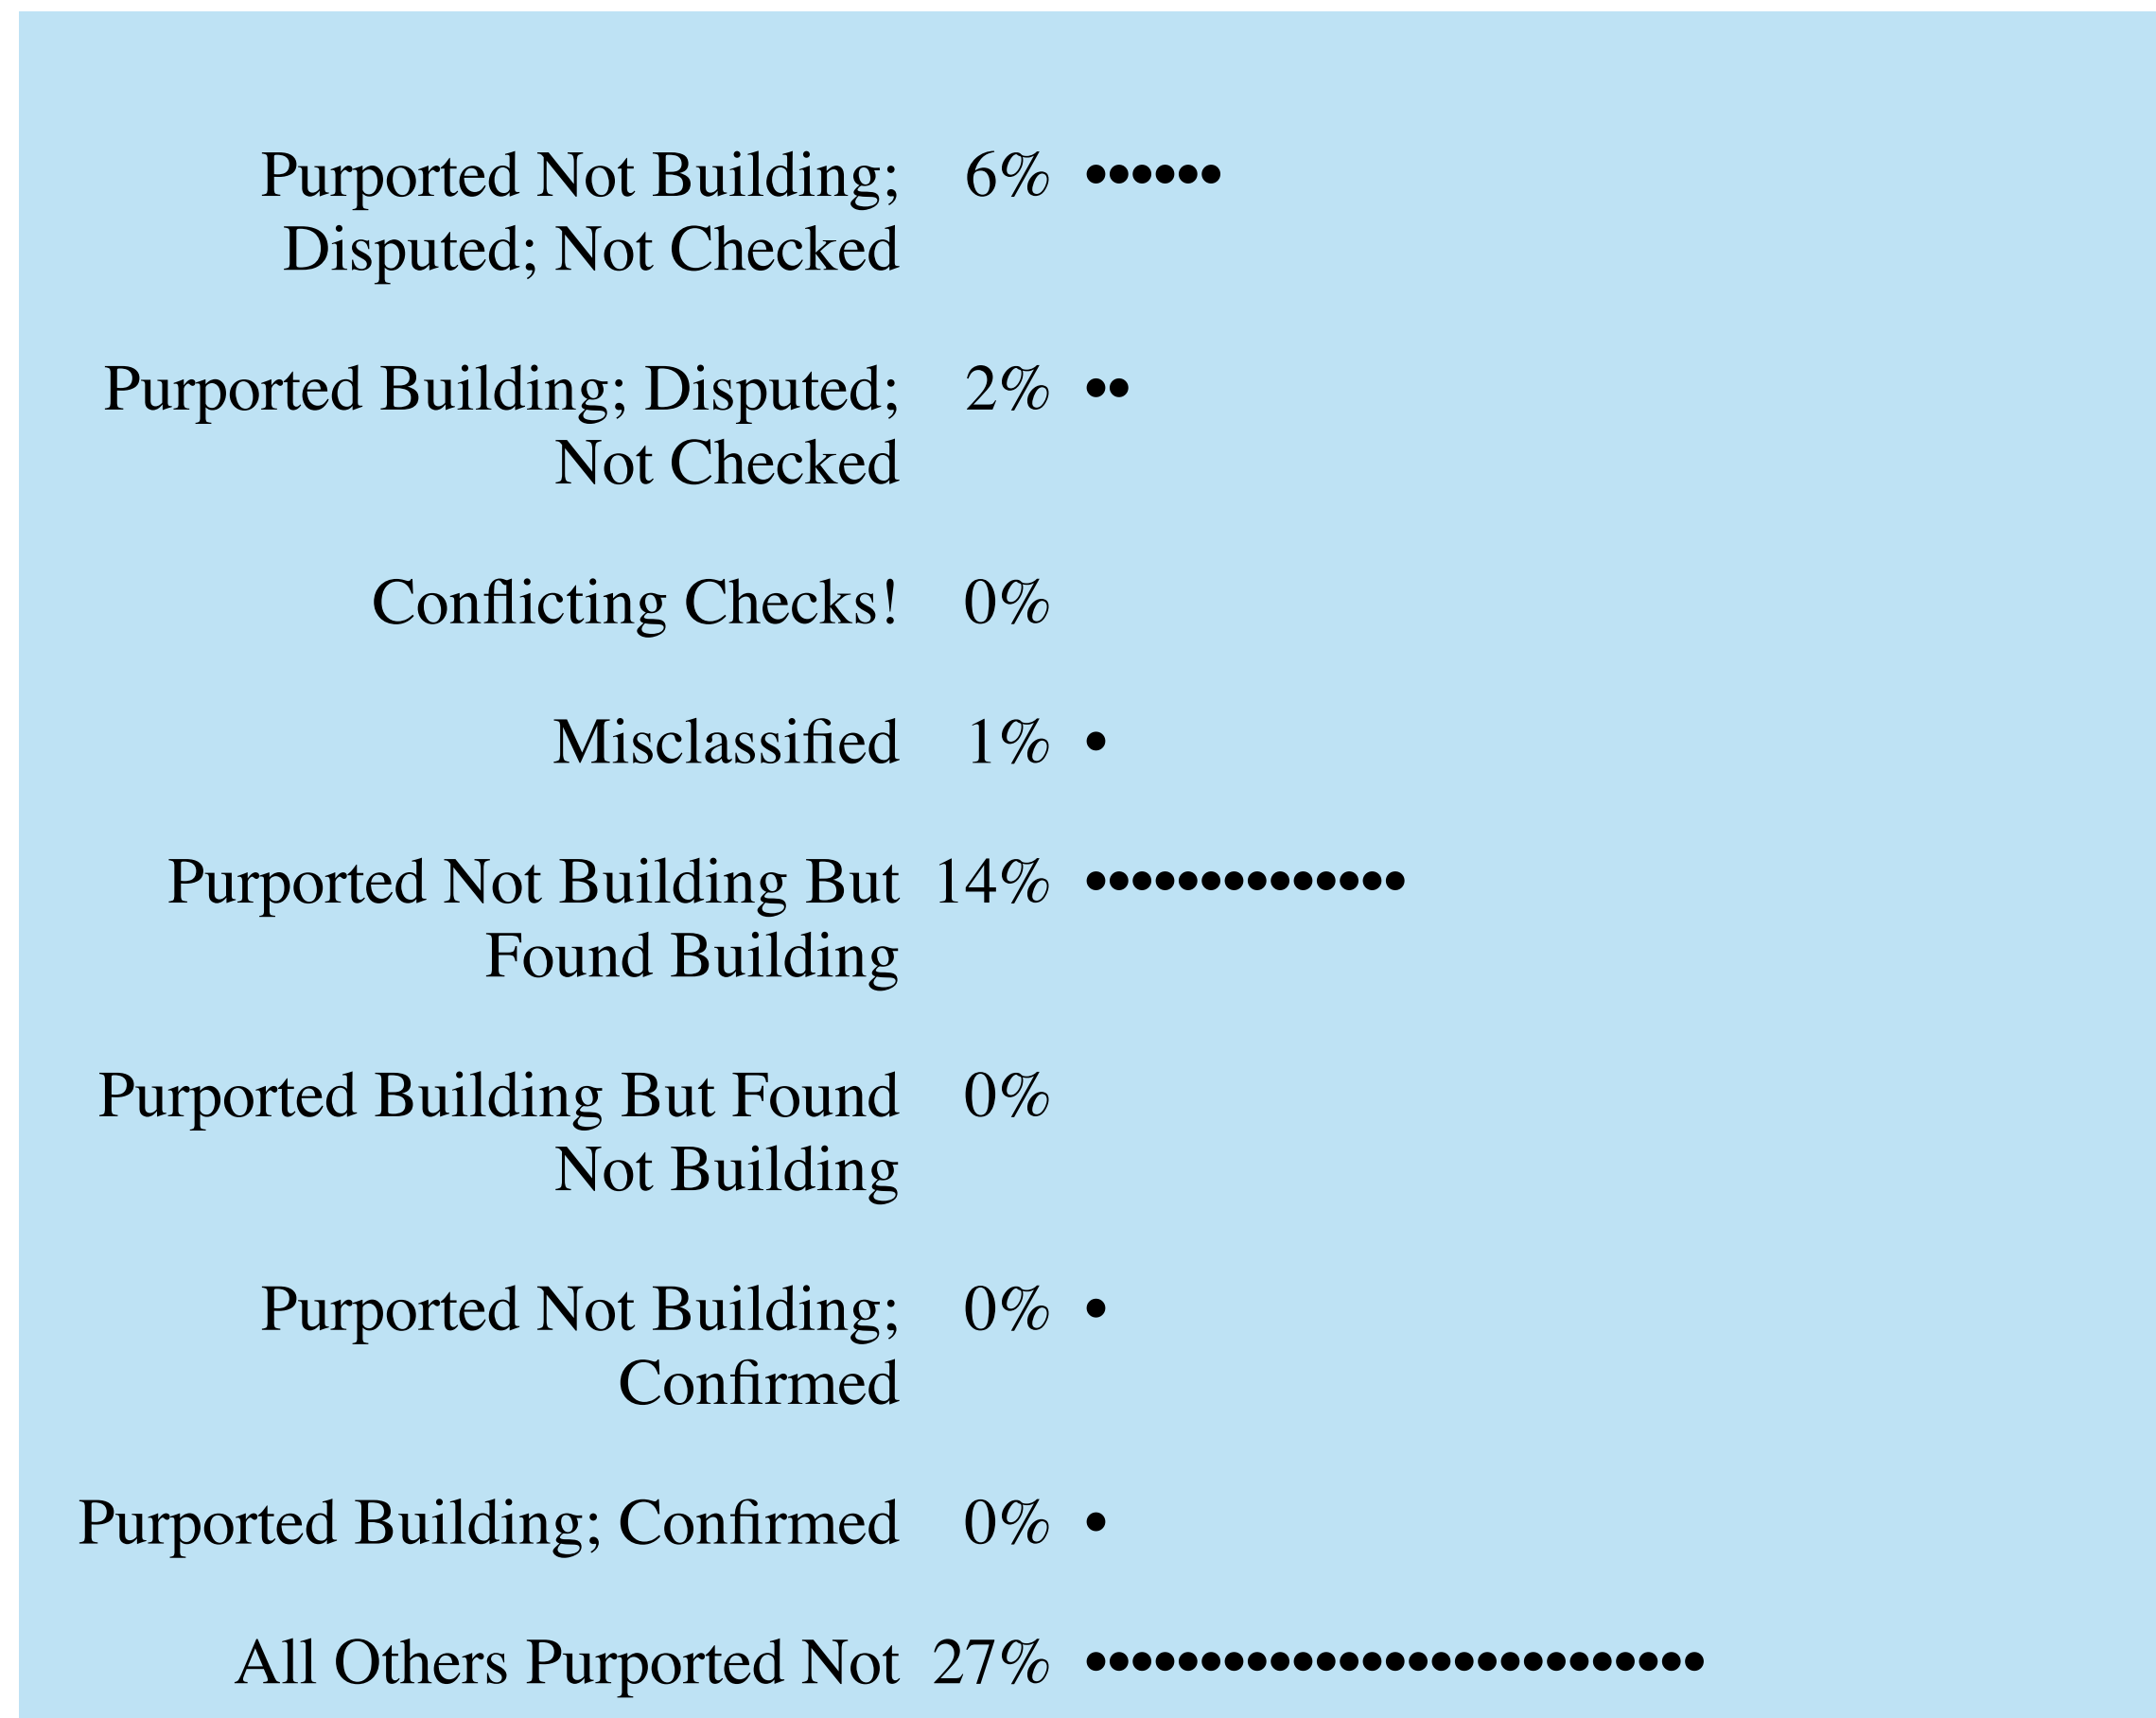 Purported Not Building; 6% ••••••
Disputed; Not Checked
Purported Building; Disputed; 2% ••
Not Checked
Conflicting Checks! 0%
Misclassified 1% •
Purported Not Building But 14% ••••••••••••••
Found Building
Purported Building But Found 0%
Not Building
Purported Not Building; 0% •
Confirmed
Purported Building; Confirmed 0% •
All Others Purported Not 27% •••••••••••••••••••••••••••